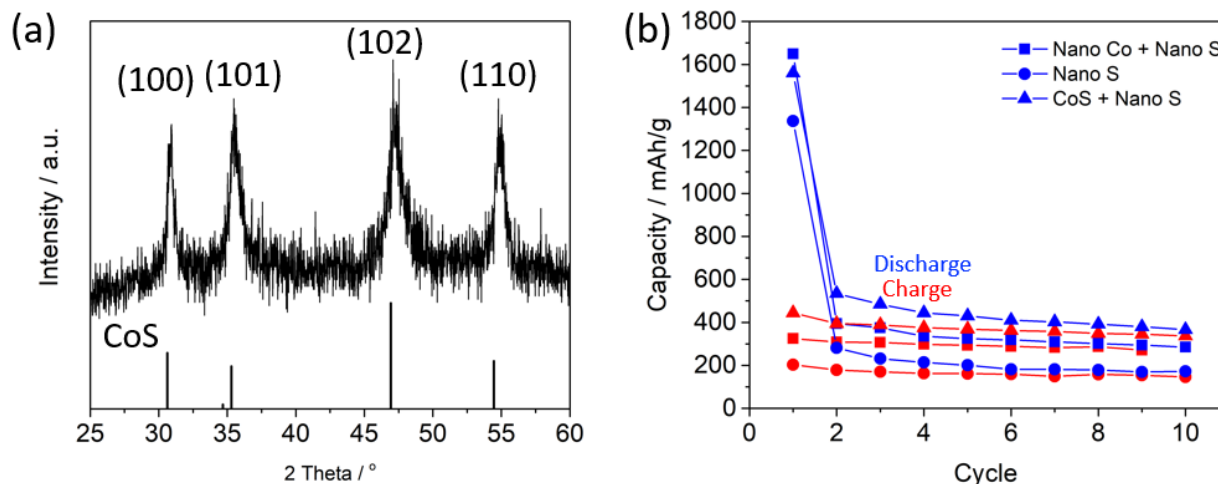 (a)
(100)
(101)
(102)
(110)
Intensity / a.u.
CoS
25 30 35 40 45 50 55 60
2 Theta / °
(b)
1800
1600
1400
1200
1000
800
600
400
200
0
Capacity / mAh/g
Nano Co + Nano S
Nano S
CoS + Nano S
Discharge
Charge
0 2 4 6 8 10
Cycle